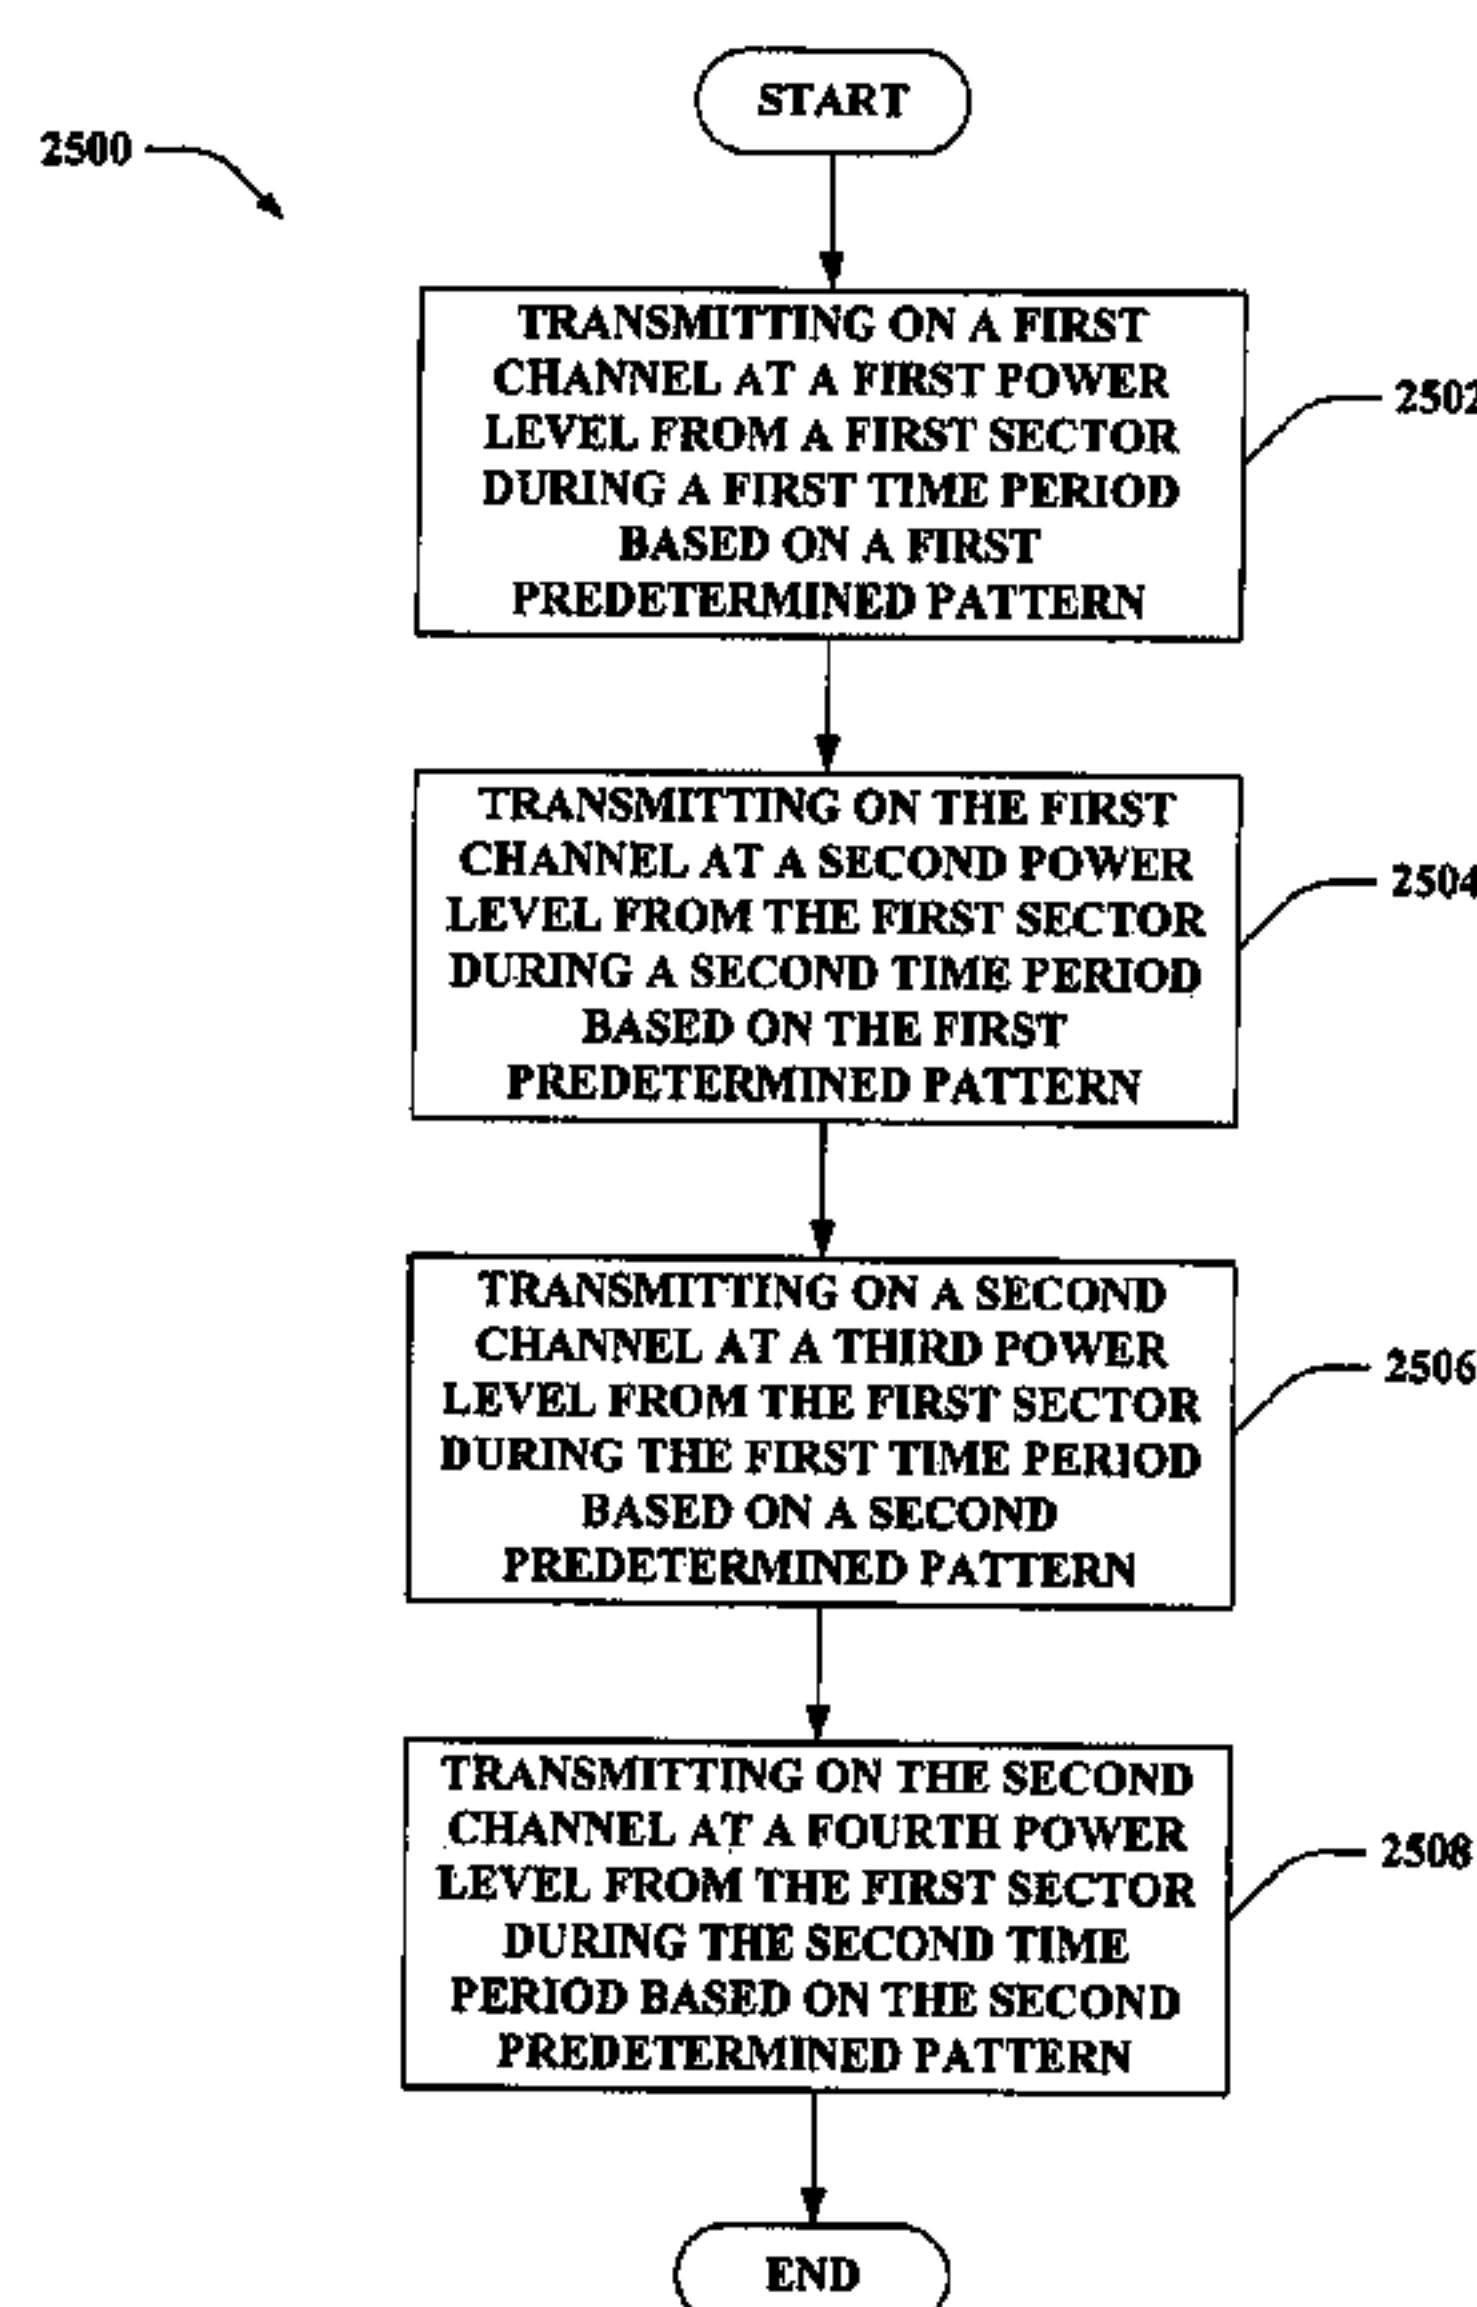 START
2500
TRANSMITTING ON A FIRST
CHANNEL AT A FIRST POWER
LEVEL FROM A FIRST SECTOR
DURING A FIRST TIME PERIOD
BASED ON A FIRST
PREDETERMINED PATTERN
2502
TRANSMITTING ON THE FIRST
CHANNEL AT A SECOND POWER
LEVEL FROM THE FIRST SECTOR
DURING A SECOND TIME PERIOD
BASED ON THE FIRST
PREDETERMINED PATTERN
2504
TRANSMITTING ON A SECOND
CHANNEL AT A THIRD POWER
LEVEL FROM THE FIRST SECTOR
DURING THE FIRST TIME PERIOD
BASED ON A SECOND
PREDETERMINED PATTERN
2506
TRANSMITTING ON THE SECOND
CHANNEL AT A FOURTH POWER
LEVEL FROM THE FIRST SECTOR
DURING THE SECOND TIME
PERIOD BASED ON THE SECOND
PREDETERMINED PATTERN
2508
END